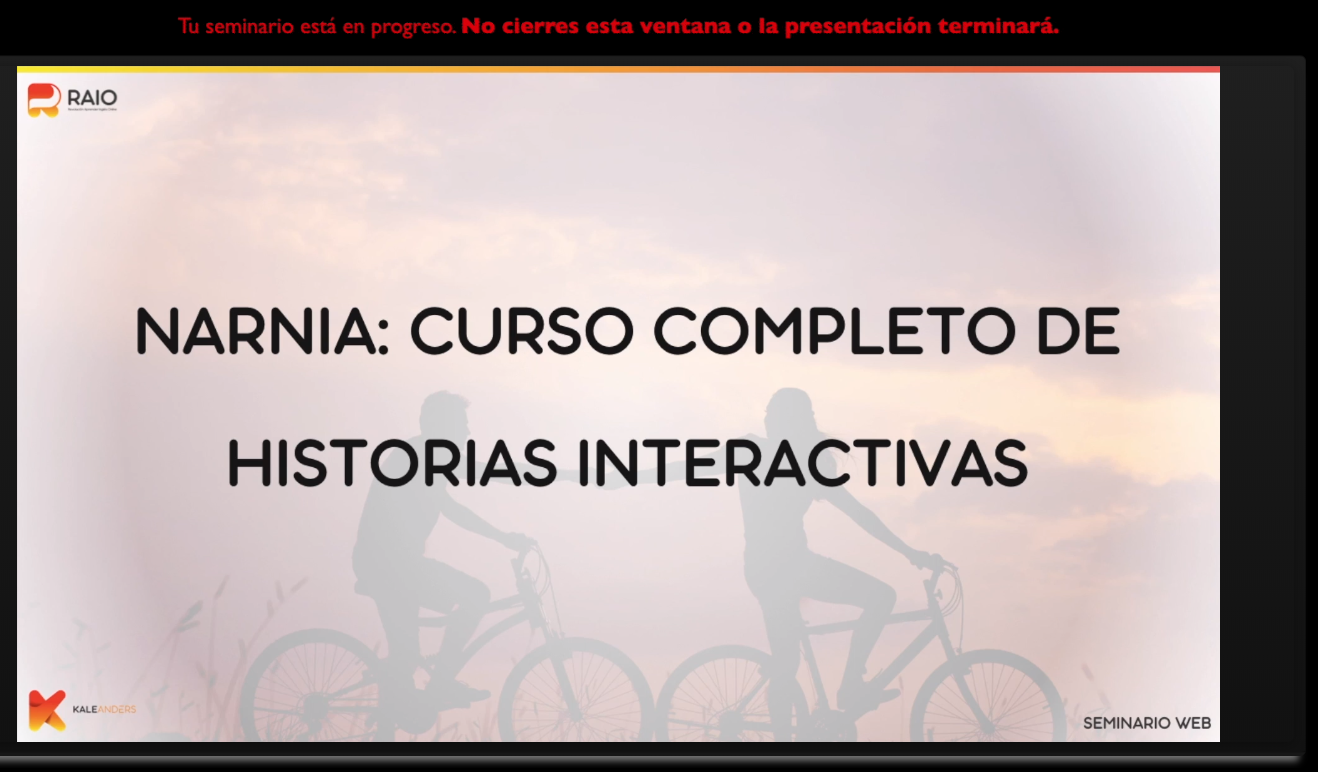 Tu seminario está en progreso. No cierres esta ventana o la presentación terminará.
RAIO
NARNIA: CURSO COMPLETO DE
HISTORIAS INTERACTIVAS
KALEANDERS
SEMINARIO WEB